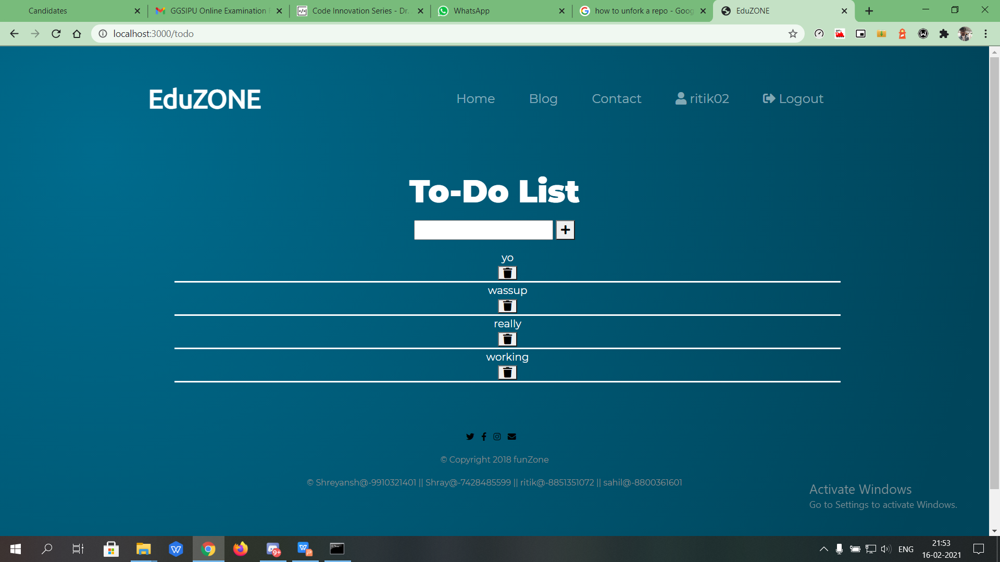 Candidates
GGSIPU Online Examination
Code Innovation Series - Dr.
WhatsApp
how to unfork a repo - Goog
EduZONE
localhost:3000/todo
EduZONE
Home
Blog
Contact
ritik02
Logout
To-Do List
yo
wassup
really
working
© Copyright 2018 funZone
© Shreyansh@-9910321401 || Shray@-7428485599 || ritik@-8851351072 || sahil@-8800361601
Activate Windows
Go to Settings to activate Windows.
9+
ENG
21:53
16-02-2021